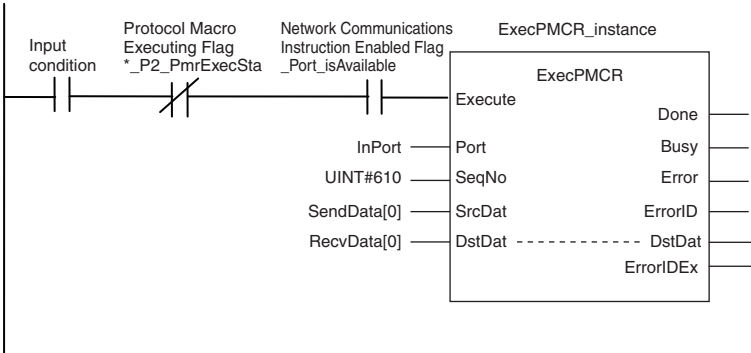 Input
condition
Protocol Macro
Executing Flag
*_P2_PmrExecSta
Network Communications
Instruction Enabled Flag
_Port_isAvailable
ExecPMCR_instance
ExecPMCR
Execute
Done
InPort Port Busy
UINT#610 SeqNo Error
SendData[0] SrcDat ErrorID
RecvData[0] DstDat DstDat
ErrorIDEx